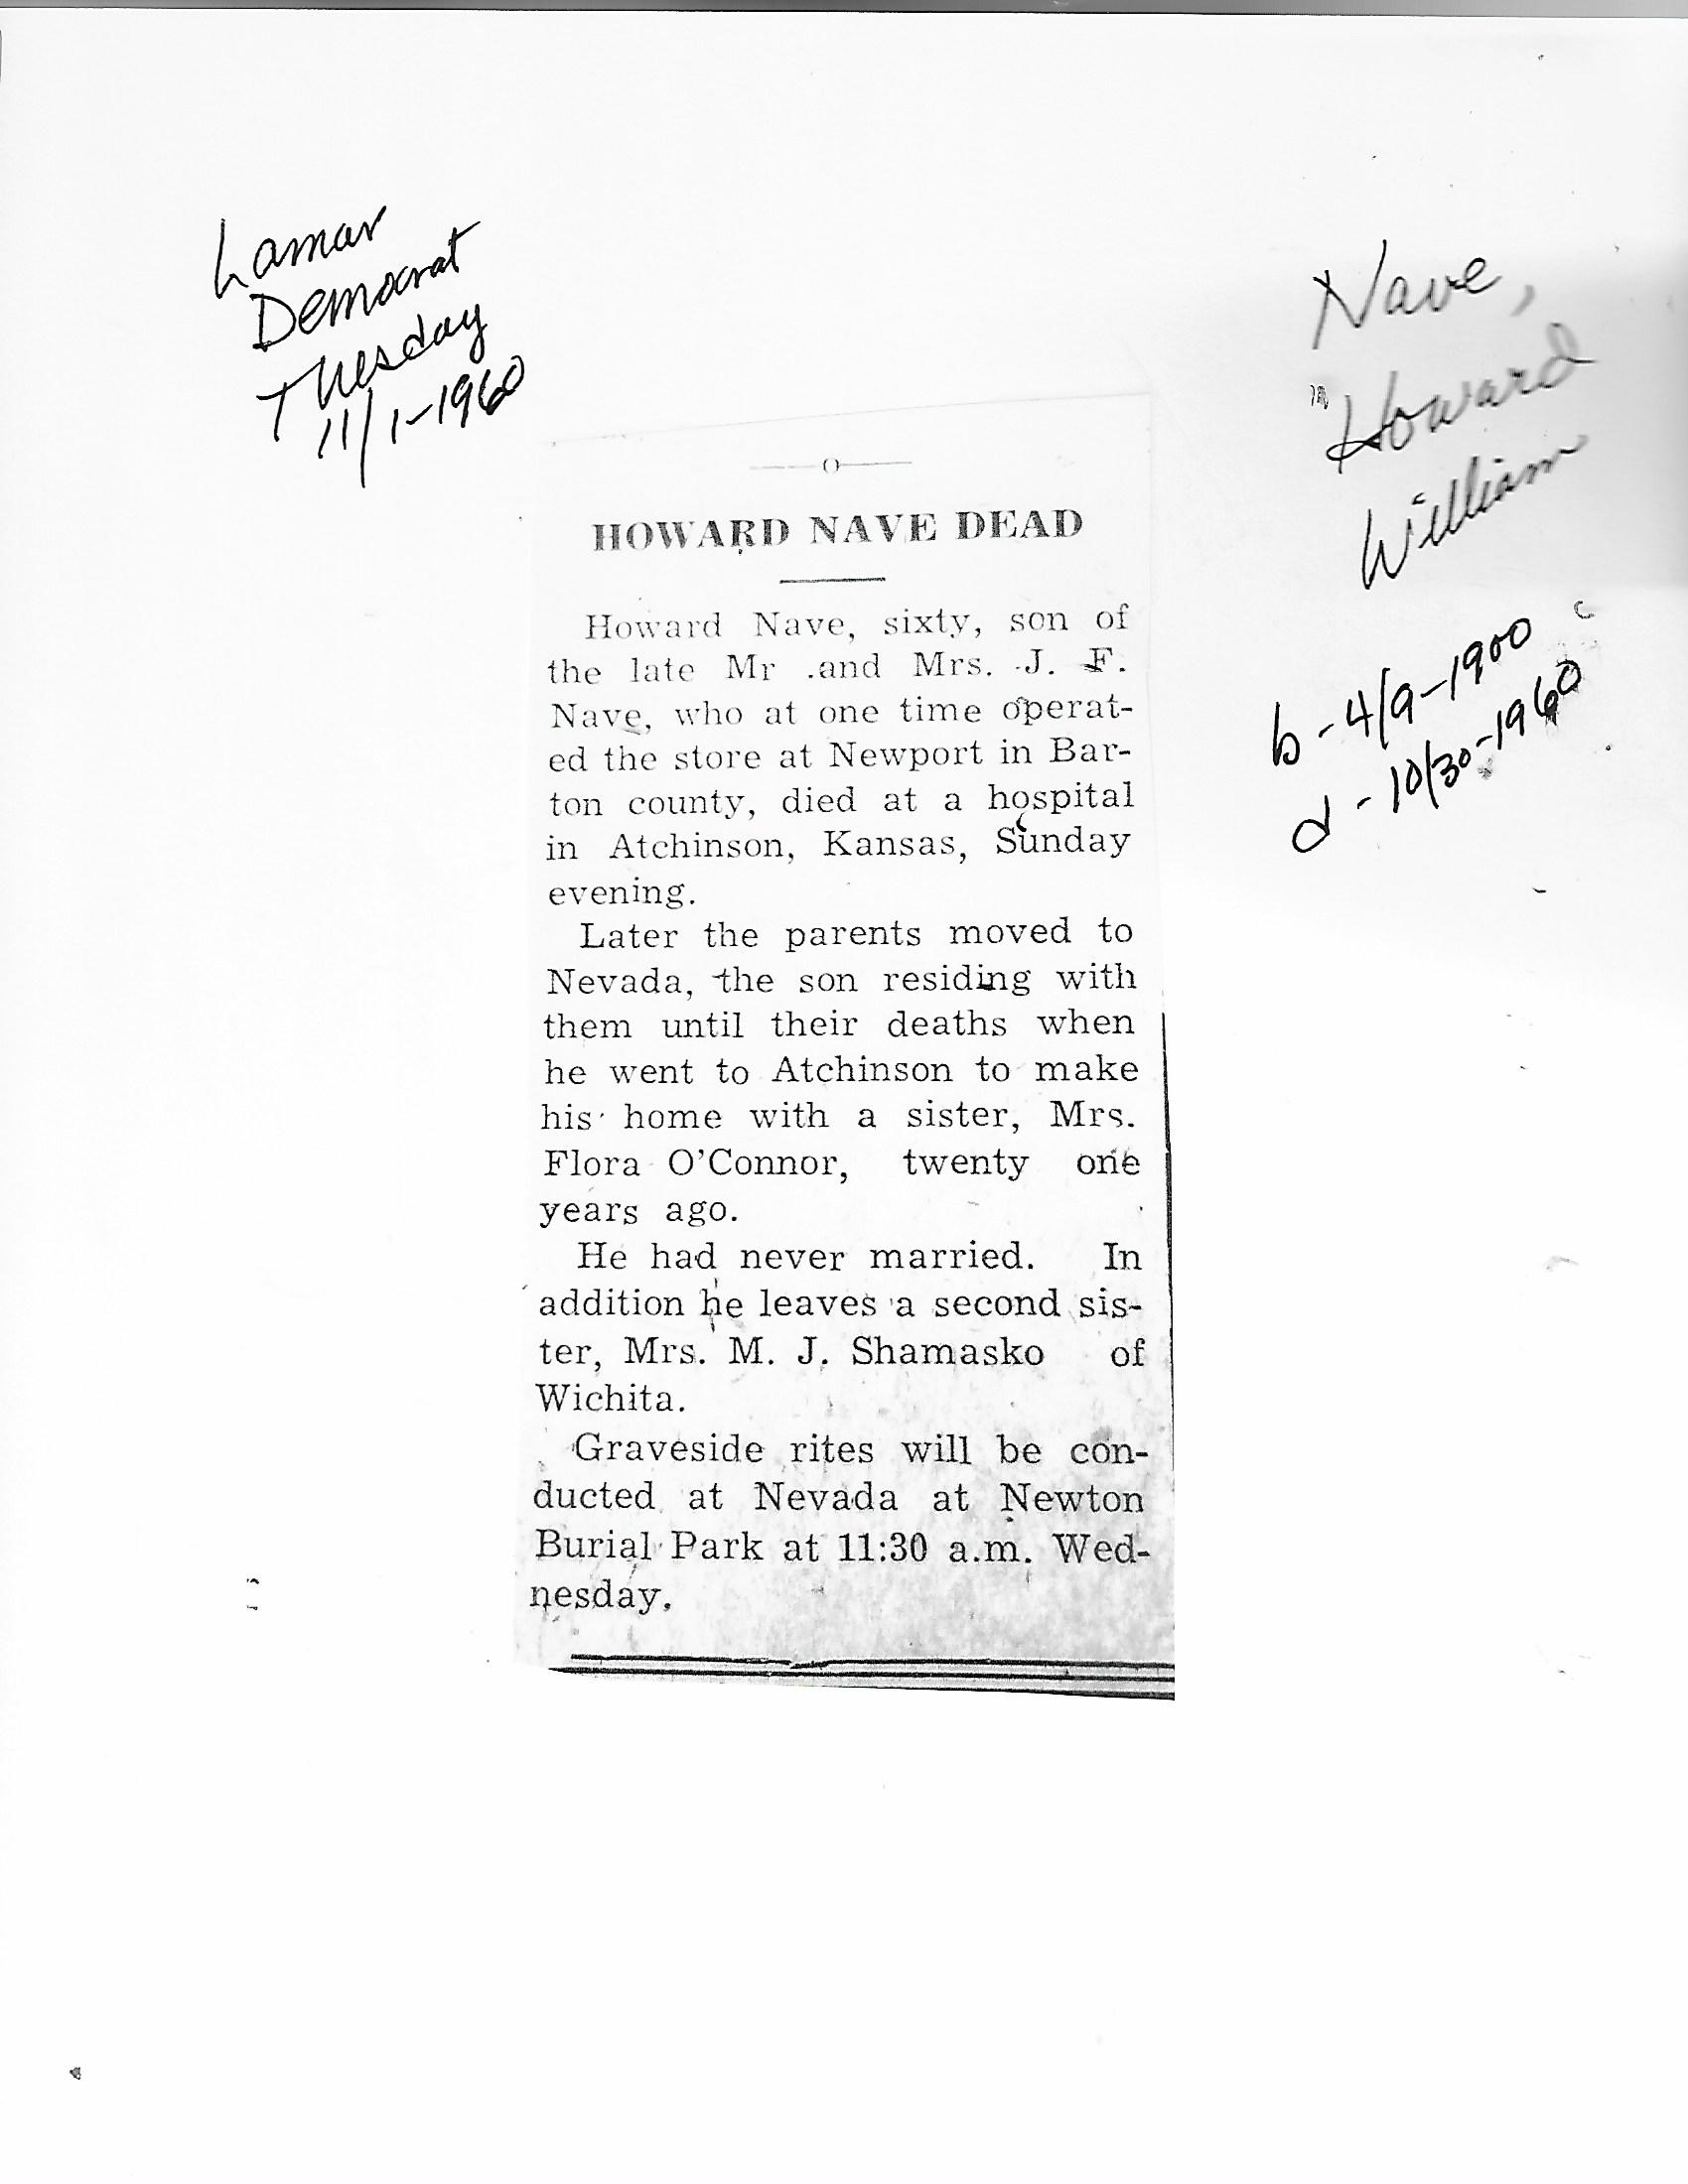 Lamar
Democrat
Tuesday
11/1-1960
Nave,
Howard
William
b-4/9-1900
d-10/30-1960
HOWARD NAVE DEAD
Howard Nave, sixty, son of
the late Mr .and Mrs. J. F.
Nave, who at one time operat-
ed the store at Newport in Bar-
ton county, died at a hospital
in Atchinson, Kansas, Sunday
evening.
Later the parents moved to
Nevada, the son residing with
them until their deaths when
he went to Atchinson to make
his home with a sister, Mrs.
Flora O'Connor, twenty one
years ago.
He had never married. In
addition he leaves a second sis-
ter, Mrs. M. J. Shamasko of
Wichita.
Graveside rites will be con-
ducted at Nevada at Newton
Burial Park at 11:30 a.m. Wed-
nesday.